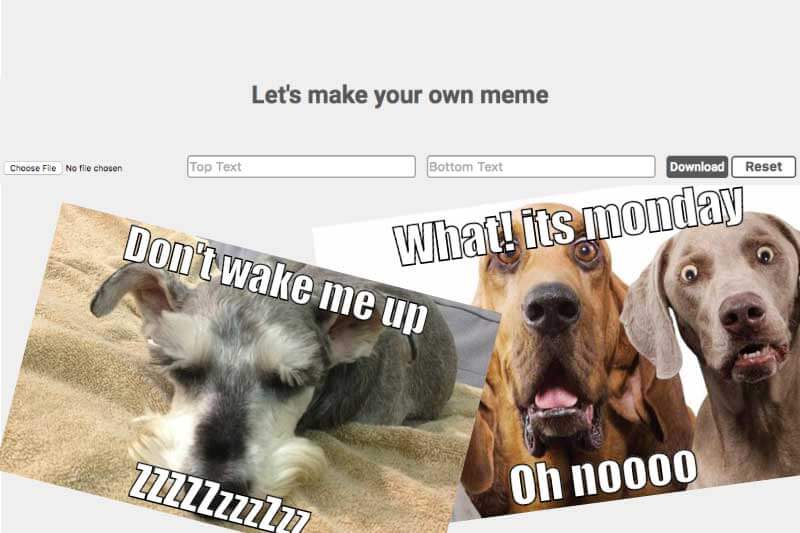 Let's make your own meme
Choose File No file chosen Top Text Bottom Text Download Reset
What! its monday
Don't wake me up
Oh noooo
ZZZZZzzzZzz